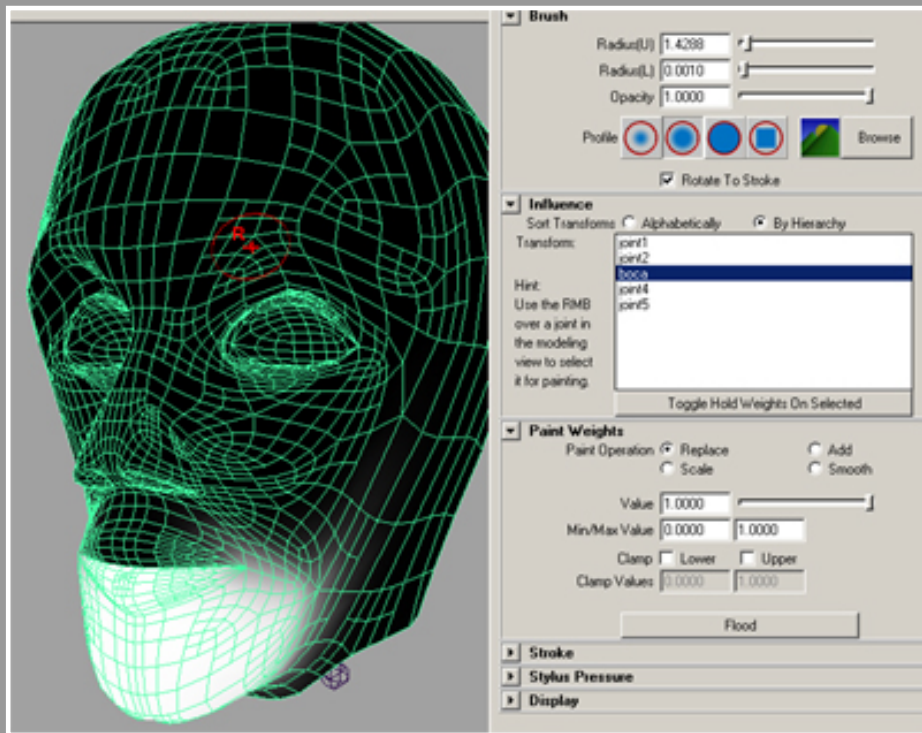 Brush
Radius(U) 1.4288
Radius(L) 0.0010
Opacity 1.0000
Profile Browse
Rotate To Stroke
Influence
Sort Transforms Alphabetically By Hierarchy
Transform:
joint1
joint2
boca
joint4
joint5
Hint:
Use the RMB
over a joint in
the modeling
view to select
it for painting.
Toggle Hold Weights On Selected
Paint Weights
Paint Operation Replace Add
Scale Smooth
Value 1.0000
Min/Max Value 0.0000 1.0000
Clamp Lower Upper
Clamp Values 0.0000 1.0000
Flood
Stroke
Stylus Pressure
Display
R